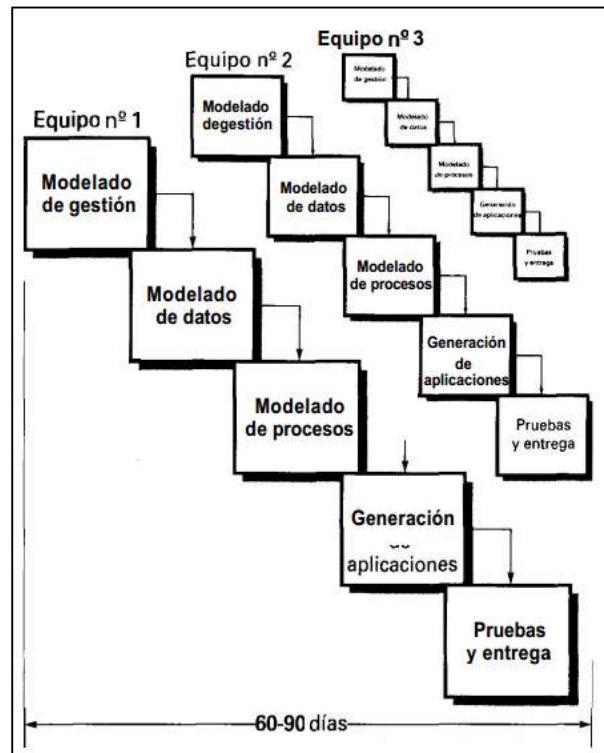 Equipo nº 1
Modelado
de gestión
Modelado
de datos
Modelado
de procesos
Generación
de
aplicaciones
Pruebas
y entrega
Equipo nº 2
Modelado
degestión
Modelado
de datos
Modelado
de procesos
Generación
de
aplicaciones
Pruebas
y entrega
Equipo nº 3
Modelado
de gestión
Modelado
de datos
Modelado
de procesos
Generación
de aplicaciones
Pruebas
y entrega
60-90 días